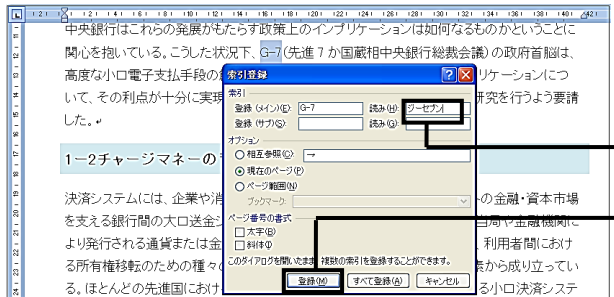 中央銀行はこれらの発展がもたらす政策上のインプリケーションは如何なるものかということに
関心を抱いている。こうした状況下、G-7(先進7か国蔵相中央銀行総裁会議)の政府首脳は、
高度な小口電子支払手段の
リケーションにつ
いて、その利点が十分に実現
研究を行うよう要請
した。
1-2チャージマネーの
決済システムには、企業や消
の金融・資本市場
を支える銀行間の大口送金シ
当局や金融機関に
より発行される通貨または金
利用者間におけ
る所有権移転のための種々の
素から成り立ってい
る。ほとんどの先進国におけ
る小口決済システ
索引登録
索引
登録 (メイン)(E): G-7 読み(H): ジーセブン
登録 (サブ)(S): 読み(G):
オプション
相互参照(C): →
現在のページ(P)
ページ範囲(N)
ブックマーク:
ページ番号の書式
太字(B)
斜体(I)
このダイアログを開いたまま、複数の索引を登録することができます。
登録(M) すべて登録(A) キャンセル